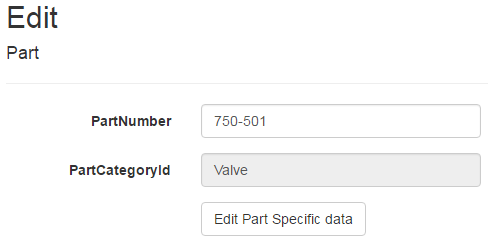 Edit
Part
PartNumber 750-501
PartCategoryId Valve
Edit Part Specific data